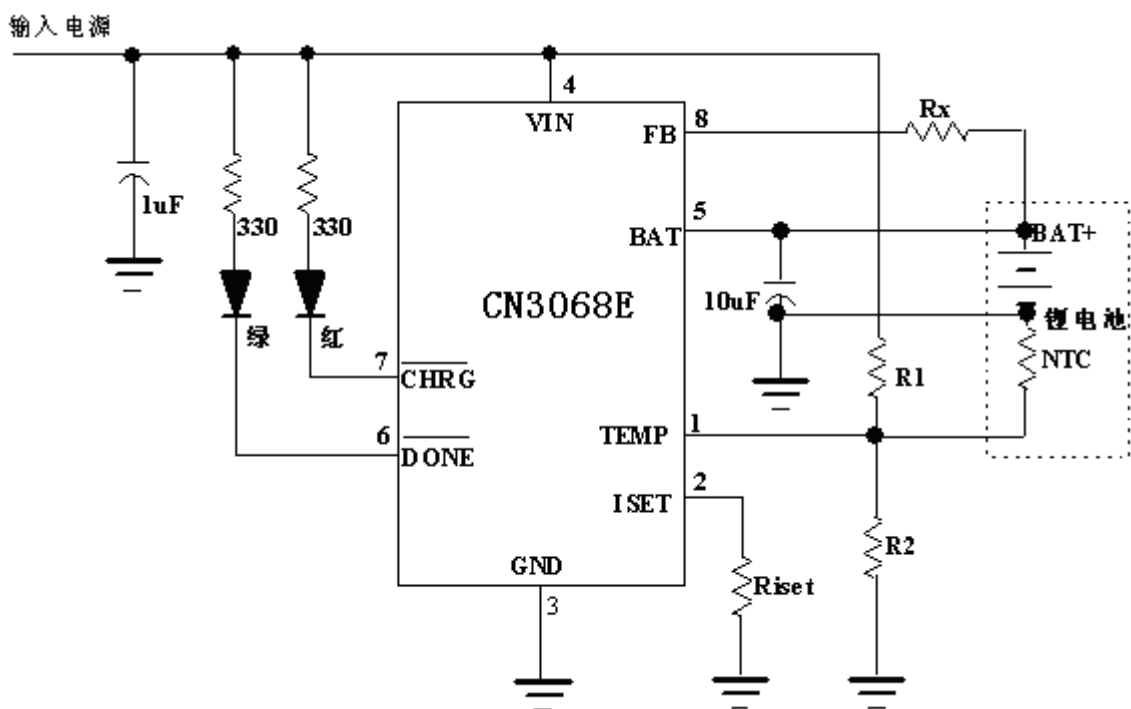 输入电源
4
VIN
Rx
8
FB
1uF
330
330
5
BAT
BAT+
绿
红
CN3068E
10uF
锂电池
NTC
7
CHRG
R1
6
DONE
1
TEMP
2
ISET
R2
GND
Riset
3